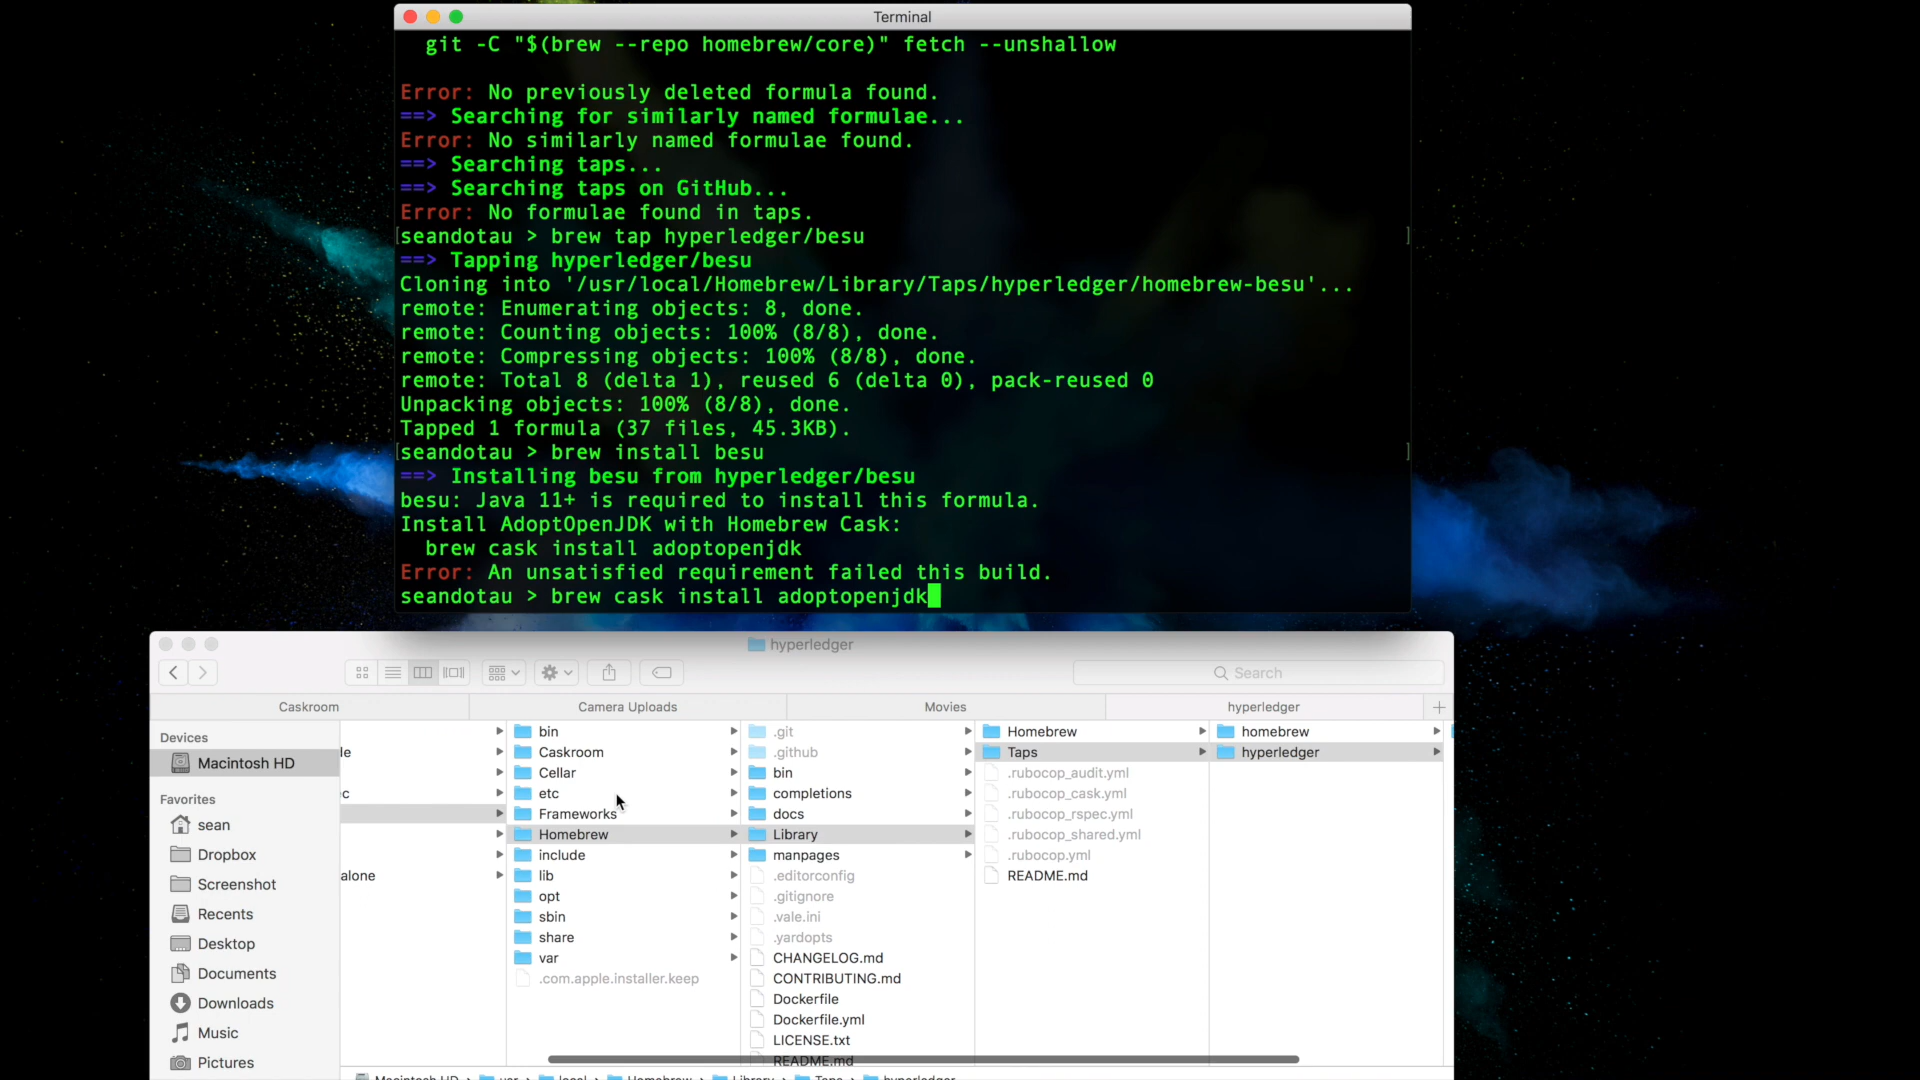 Terminal
git -C "$(brew --repo homebrew/core)" fetch --unshallow
Error: No previously deleted formula found.
==> Searching for similarly named formulae...
Error: No similarly named formulae found.
==> Searching taps...
==> Searching taps on GitHub...
Error: No formulae found in taps.
[seandotau > brew tap hyperledger/besu ]
==> Tapping hyperledger/besu
Cloning into '/usr/local/Homebrew/Library/Taps/hyperledger/homebrew-besu'...
remote: Enumerating objects: 8, done.
remote: Counting objects: 100% (8/8), done.
remote: Compressing objects: 100% (8/8), done.
remote: Total 8 (delta 1), reused 6 (delta 0), pack-reused 0
Unpacking objects: 100% (8/8), done.
Tapped 1 formula (37 files, 45.3KB).
[seandotau > brew install besu ]
==> Installing besu from hyperledger/besu
besu: Java 11+ is required to install this formula.
Install AdoptOpenJDK with Homebrew Cask:
brew cask install adoptopenjdk
Error: An unsatisfied requirement failed this build.
seandotau > brew cask install adoptopenjdk
hyperledger
Search
Caskroom
Camera Uploads
Movies
hyperledger
Devices
Macintosh HD
Favorites
sean
Dropbox
Screenshot
Recents
Desktop
Documents
Downloads
Music
Pictures
le
c
alone
bin
Caskroom
Cellar
etc
Frameworks
Homebrew
include
lib
opt
sbin
share
var
.com.apple.installer.keep
.git
.github
bin
completions
docs
Library
manpages
.editorconfig
.gitignore
.vale.ini
.yardopts
CHANGELOG.md
CONTRIBUTING.md
Dockerfile
Dockerfile.yml
LICENSE.txt
README.md
Homebrew
Taps
.rubocop_audit.yml
.rubocop_cask.yml
.rubocop_rspec.yml
.rubocop_shared.yml
.rubocop.yml
README.md
homebrew
hyperledger
Macintosh HD > usr > local > Homebrew > Library > Taps > hyperledger